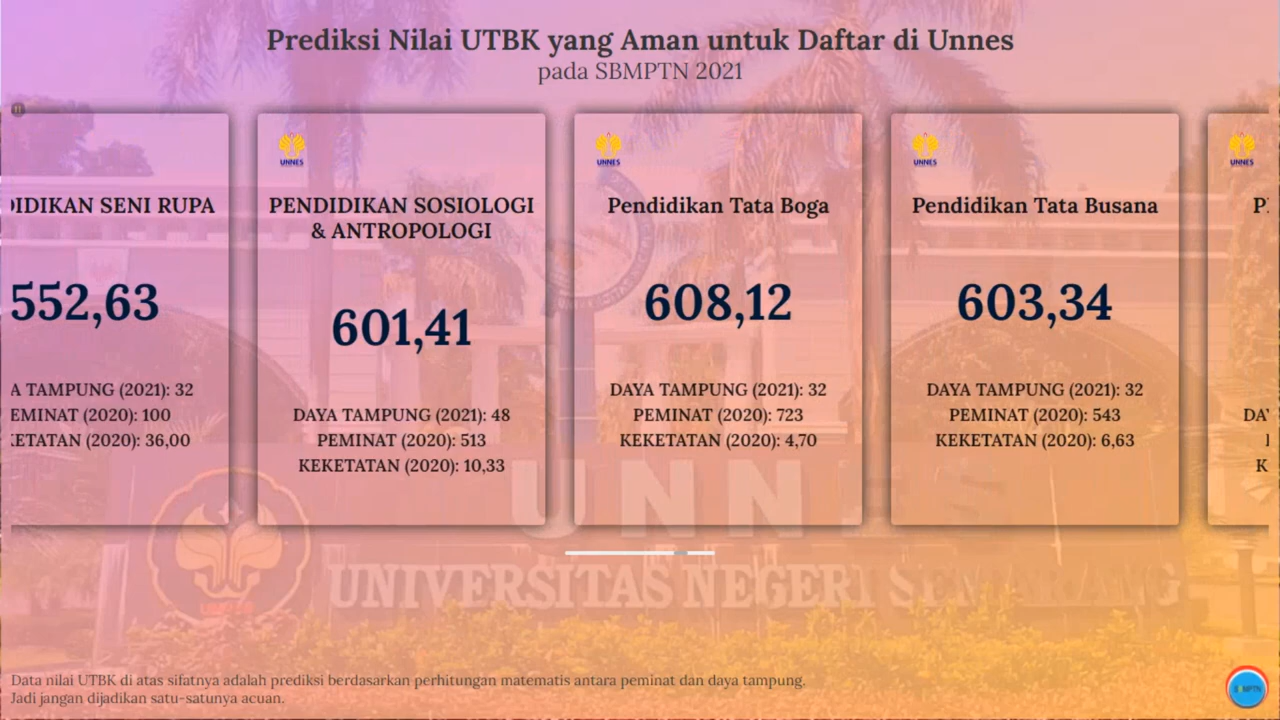 Prediksi Nilai UTBK yang Aman untuk Daftar di Unnes
pada SBMPTN 2021
IDIKAN SENI RUPA
552,63
A TAMPUNG (2021): 32
EMINAT (2020): 100
ETATAN (2020): 36,00
UNNES
PENDIDIKAN SOSIOLOGI
& ANTROPOLOGI
601,41
DAYA TAMPUNG (2021): 48
PEMINAT (2020): 513
KEKETATAN (2020): 10,33
UNNES
Pendidikan Tata Boga
608,12
DAYA TAMPUNG (2021): 32
PEMINAT (2020): 723
KEKETATAN (2020): 4,70
UNNES
Pendidikan Tata Busana
603,34
DAYA TAMPUNG (2021): 32
PEMINAT (2020): 543
KEKETATAN (2020): 6,63
UNNES
P
DA
K
UNNES
UNIVERSITAS NEGERI SEMARANG
Data nilai UTBK di atas sifatnya adalah prediksi berdasarkan perhitungan matematis antara peminat dan daya tampung.
Jadi jangan dijadikan satu-satunya acuan.